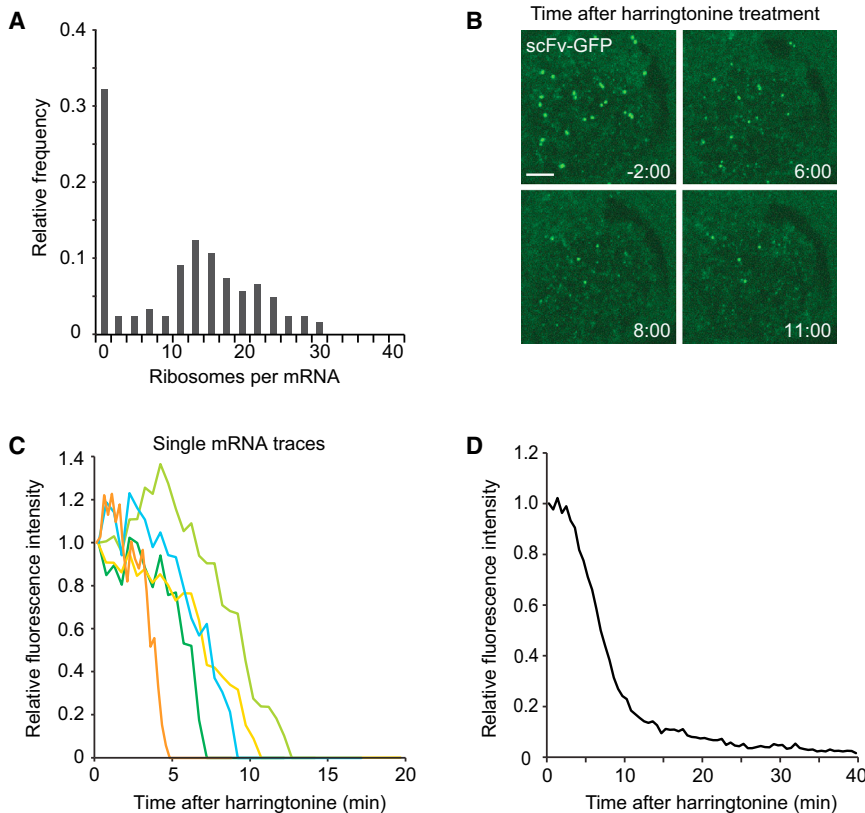 A
0.4
0.3
0.2
0.1
0
Relative frequency
0 10 20 30 40
Ribosomes per mRNA
B
Time after harringtonine treatment
scFv-GFP
-2:00
6:00
8:00
11:00
C
Single mRNA traces
1.4
1.2
1.0
0.8
0.6
0.4
0.2
0
Relative fluorescence intensity
0 5 10 15 20
Time after harringtonine (min)
D
1.2
1.0
0.8
0.6
0.4
0.2
0
Relative fluorescence intensity
0 10 20 30 40
Time after harringtonine (min)